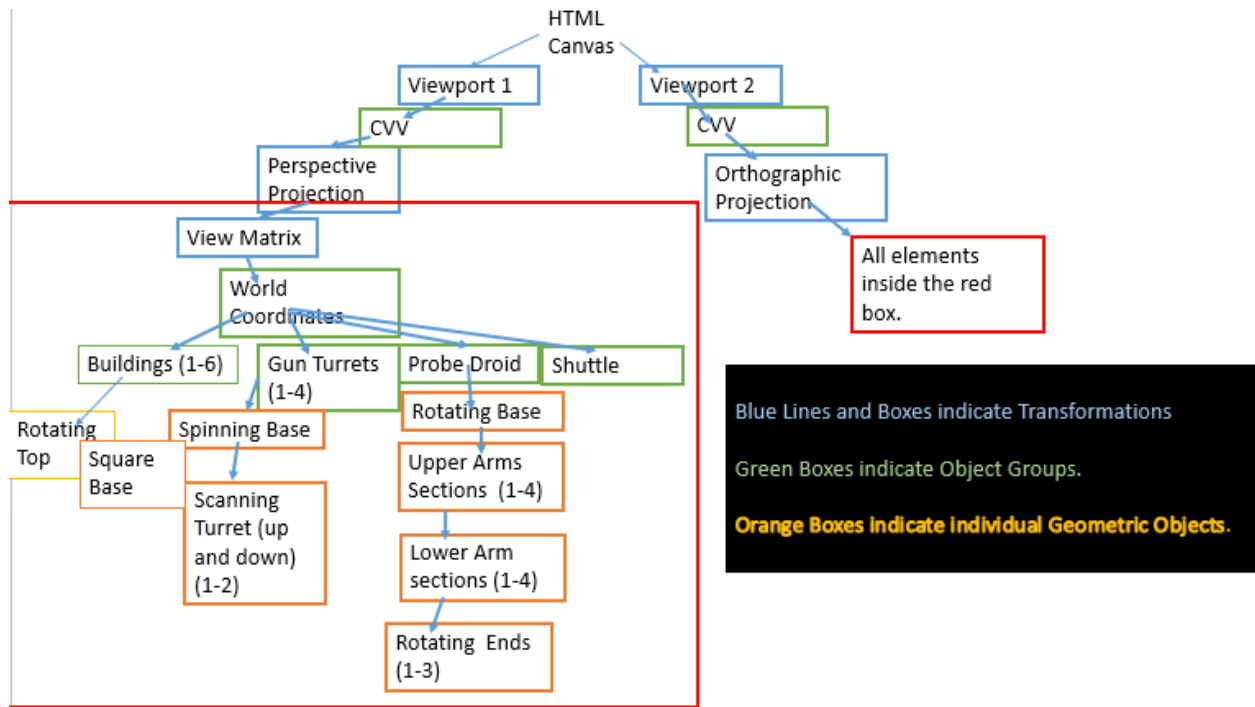 HTML
Canvas
Viewport 1
Viewport 2
CVV
CVV
Perspective
Projection
Orthographic
Projection
View Matrix
All elements
inside the red
box.
World
Coordinates
Buildings (1-6)
Gun Turrets
(1-4)
Probe Droid
Shuttle
Rotating
Top
Square
Base
Spinning Base
Scanning
Turret (up
and down)
(1-2)
Rotating Base
Upper Arms
Sections (1-4)
Lower Arm
sections (1-4)
Rotating Ends
(1-3)
Blue Lines and Boxes indicate Transformations
Green Boxes indicate Object Groups.
Orange Boxes indicate individual Geometric Objects.